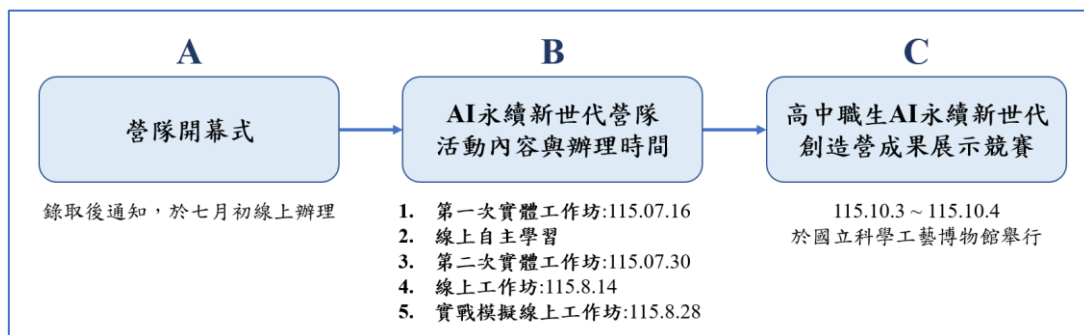 A
營隊開幕式
錄取後通知，於七月初線上辦理
B
AI永續新世代營隊
活動內容與辦理時間
1. 第一次實體工作坊:115.07.16
2. 線上自主學習
3. 第二次實體工作坊:115.07.30
4. 線上工作坊:115.8.14
5. 實戰模擬線上工作坊:115.8.28
C
高中職生AI永續新世代
創造營成果展示競賽
115.10.3 ~ 115.10.4
於國立科學工藝博物館舉行